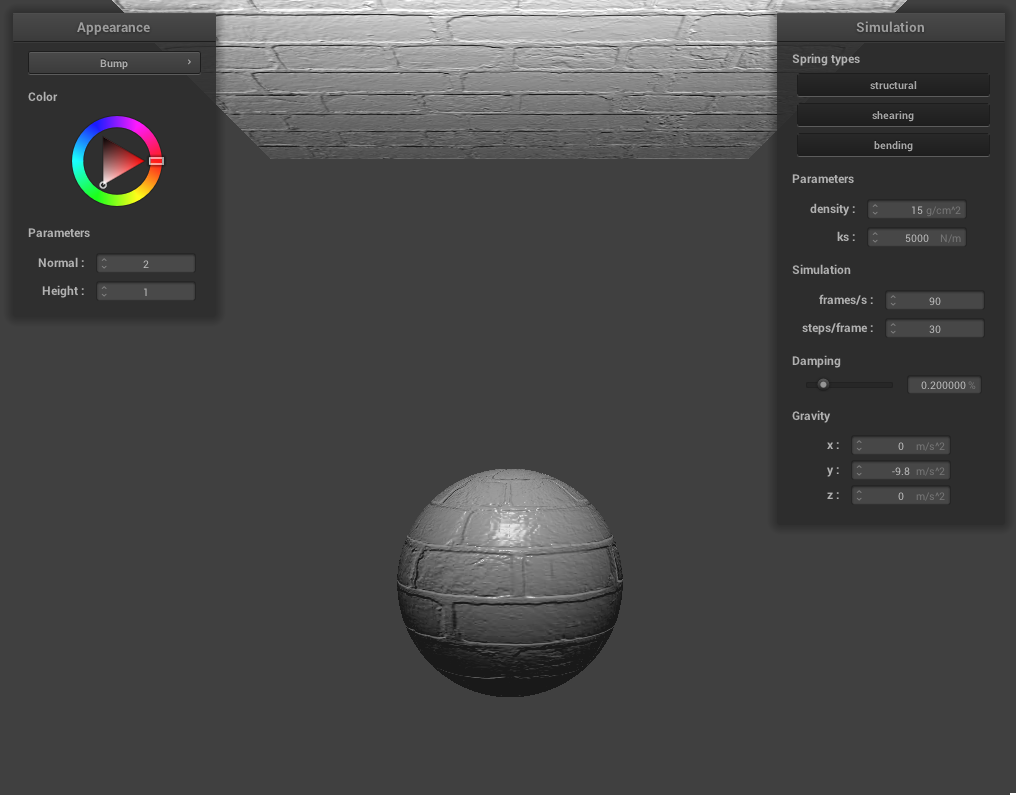 Appearance
Bump
Color
Parameters
Normal :
2
Height :
1
Simulation
Spring types
structural
shearing
bending
Parameters
density :
15 g/cm^2
ks :
5000 N/m
Simulation
frames/s :
90
steps/frame :
30
Damping
0.200000 %
Gravity
x :
0 m/s^2
y :
-9.8 m/s^2
z :
0 m/s^2